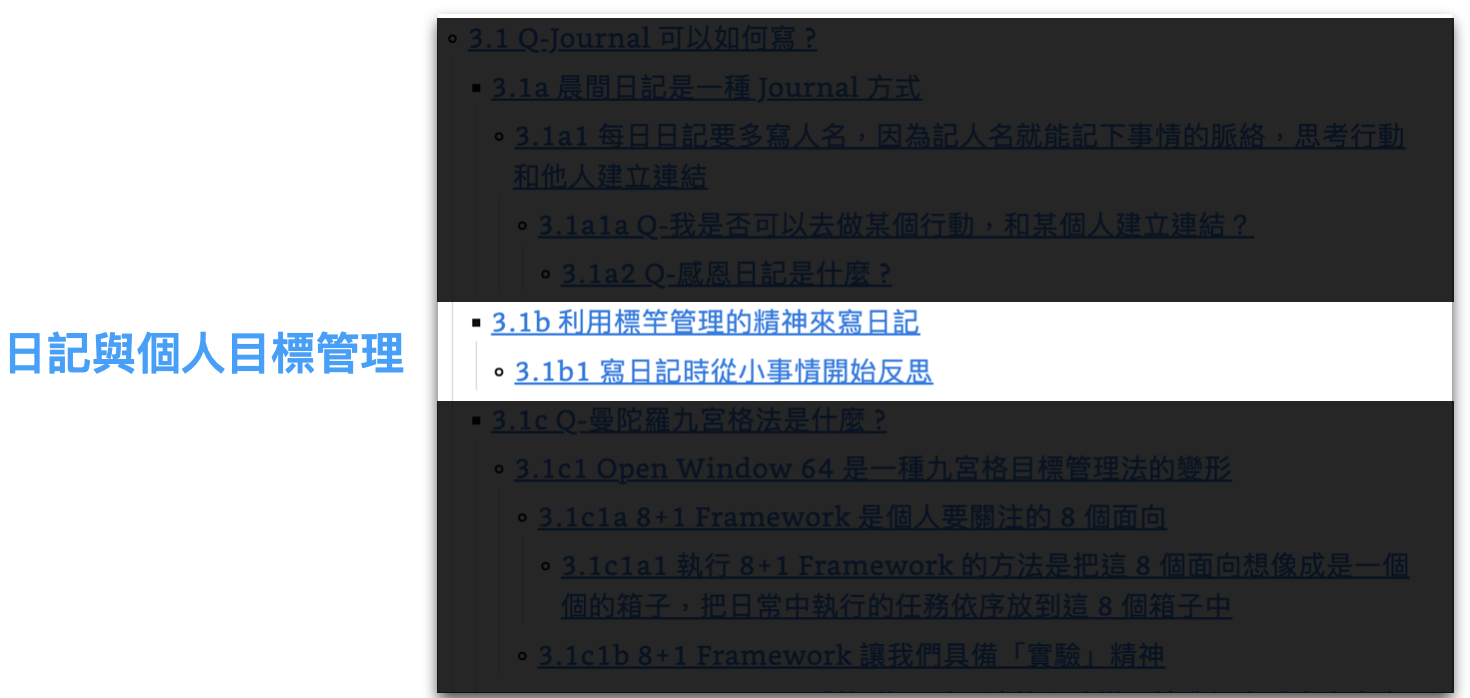 日記與個人目標管理
3.1 Q-Journal 可以如何寫?
3.1a 晨間日記是一種 Journal 方式
3.1a1 每日日記要多寫人名，因為記人名就能記下事情的脈絡，思考行動
和他人建立連結
3.1a1a Q-我是否可以去做某個行動，和某個人建立連結？
3.1a2 Q-感恩日記是什麼?
3.1b 利用標竿管理的精神來寫日記
3.1b1 寫日記時從小事情開始反思
3.1c Q-曼陀羅九宮格法是什麼?
3.1c1 Open Window 64 是一種九宮格目標管理法的變形
3.1c1a 8+1 Framework 是個人要關注的 8 個面向
3.1c1a1 執行 8+1 Framework 的方法是把這 8 個面向想像成是一個
個的箱子，把日常中執行的任務依序放到這 8 個箱子中
3.1c1b 8+1 Framework 讓我們具備「實驗」精神